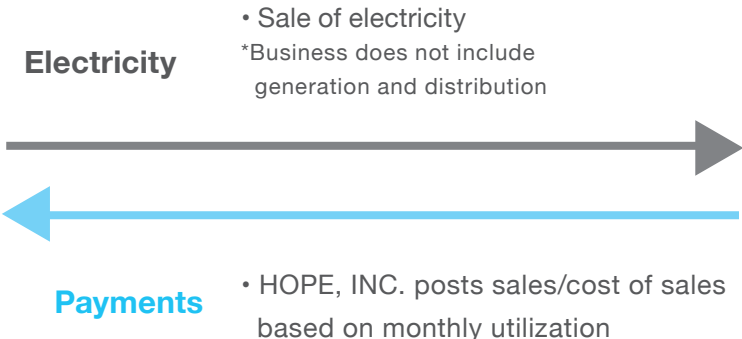 • Sale of electricity
Electricity
*Business does not include
generation and distribution
Payments
• HOPE, INC. posts sales/cost of sales
based on monthly utilization